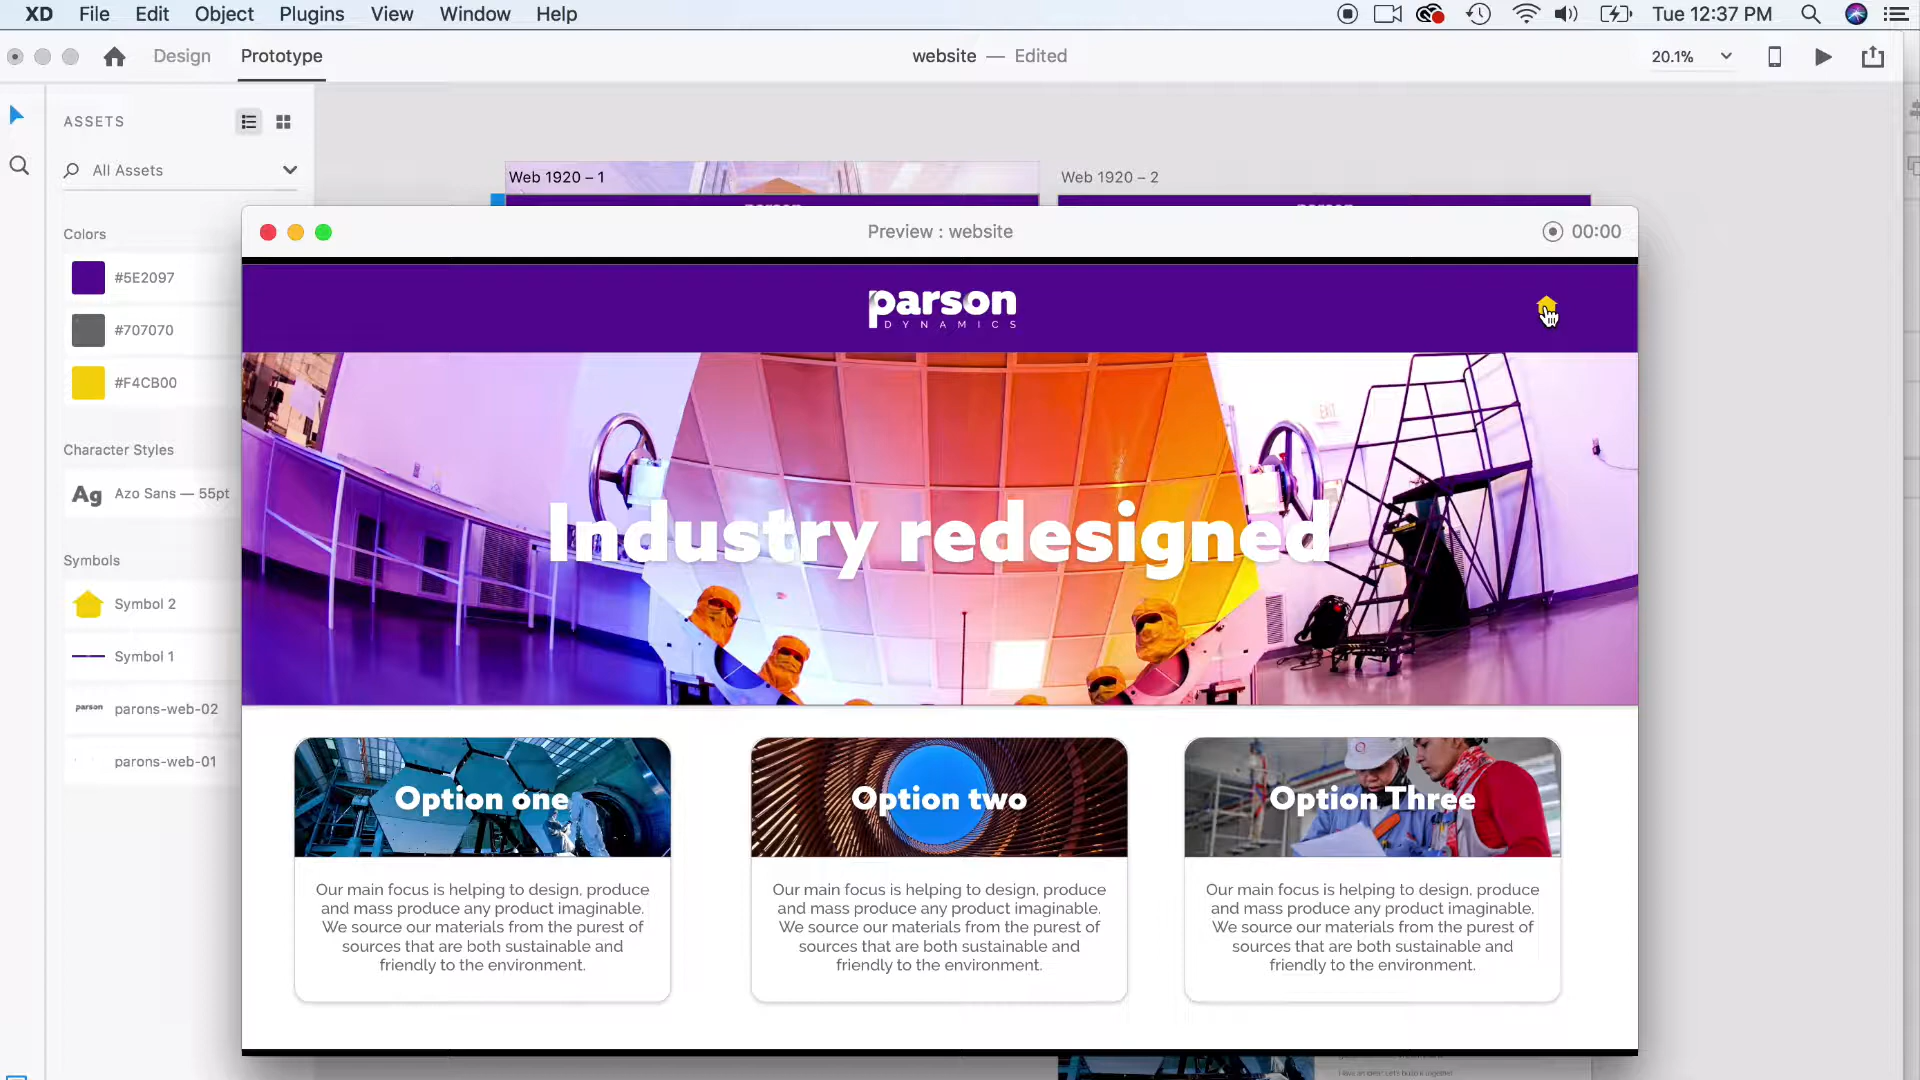 XD File Edit Object Plugins View Window Help Tue 12:37 PM
Design Prototype website — Edited 20.1%
ASSETS
All Assets
Web 1920 – 1 Web 1920 – 2
Colors
#5E2097
#707070
#F4CB00
Character Styles
Ag Azo Sans — 55pt
Symbols
Symbol 2
Symbol 1
parson parons-web-02
parons-web-01
Preview : website 00:00
parson
DYNAMICS
EXIT
Industry redesigned
Option one
Our main focus is helping to design, produce
and mass produce any product imaginable.
We source our materials from the purest of
sources that are both sustainable and
friendly to the environment.
Option two
Our main focus is helping to design, produce
and mass produce any product imaginable.
We source our materials from the purest of
sources that are both sustainable and
friendly to the environment.
Option Three
Our main focus is helping to design, produce
and mass produce any product imaginable.
We source our materials from the purest of
sources that are both sustainable and
friendly to the environment.